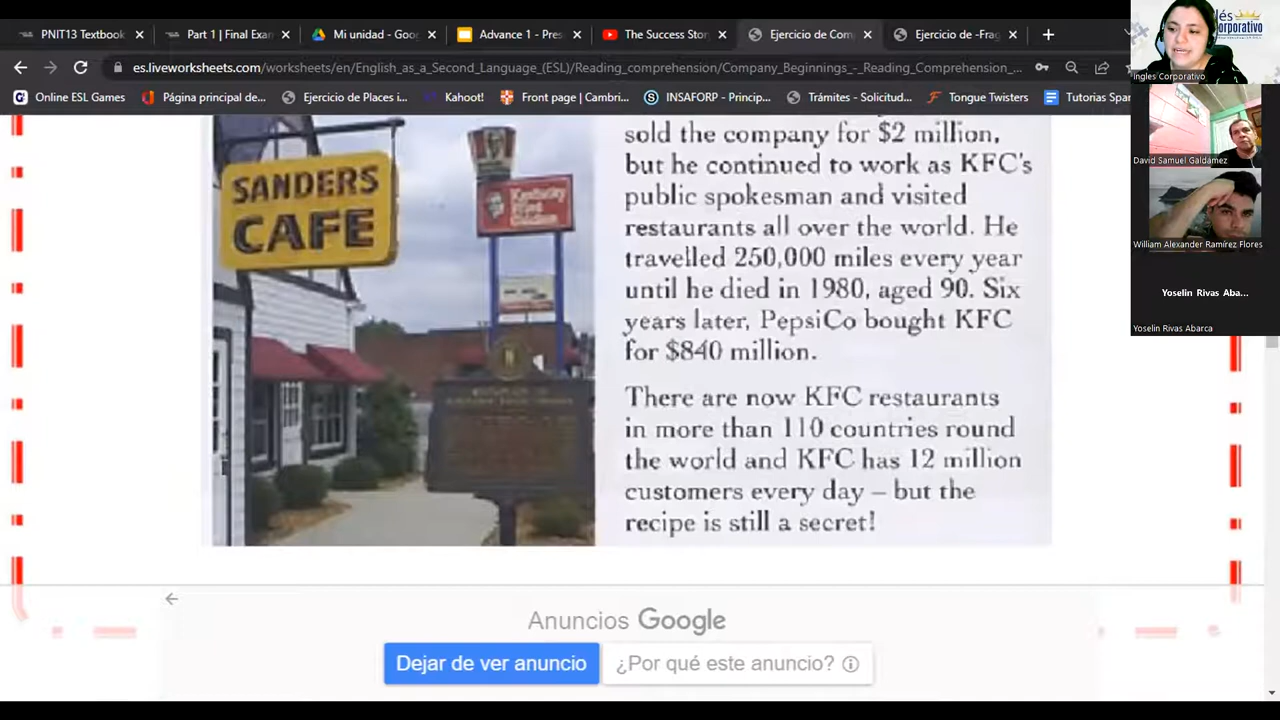 PNIT13 Textbook
Part 1 | Final Exar
Mi unidad - Goo
Advance 1. Pres
The Success Stor
Ejercicio de Com
Ejercicio de -Frag
es.liveworksheets.com/worksheets/en/English_as_a_Second_Language_(ESL)/Reading_comprehension/Company_Beginnings_-_Reading_Comprehension_...
Online ESL Games
Página principal de...
Ejercicio de Places i...
Kahoot!
Front page | Cambri...
INSAFORP - Princip...
Trámites - Solicitud...
Tongue Twisters
Tutorias Spar
lés
Corporativo
Ingles Corporativo
David Samuel Galdamez
William Alexander Ramírez Flores
Yoselin Rivas Aba...
Yoselin Rivas Abarca
SANDERS
CAFE
Kentucky
Fried
Chicken
sold the company for $2 million,
but he continued to work as KFC's
public spokesman and visited
restaurants all over the world. He
travelled 250,000 miles every year
until he died in 1980, aged 90. Six
years later, PepsiCo bought KFC
for $840 million.
There are now KFC restaurants
in more than 110 countries round
the world and KFC has 12 million
customers every day – but the
recipe is still a secret!
Anuncios Google
Dejar de ver anuncio
¿Por qué este anuncio?